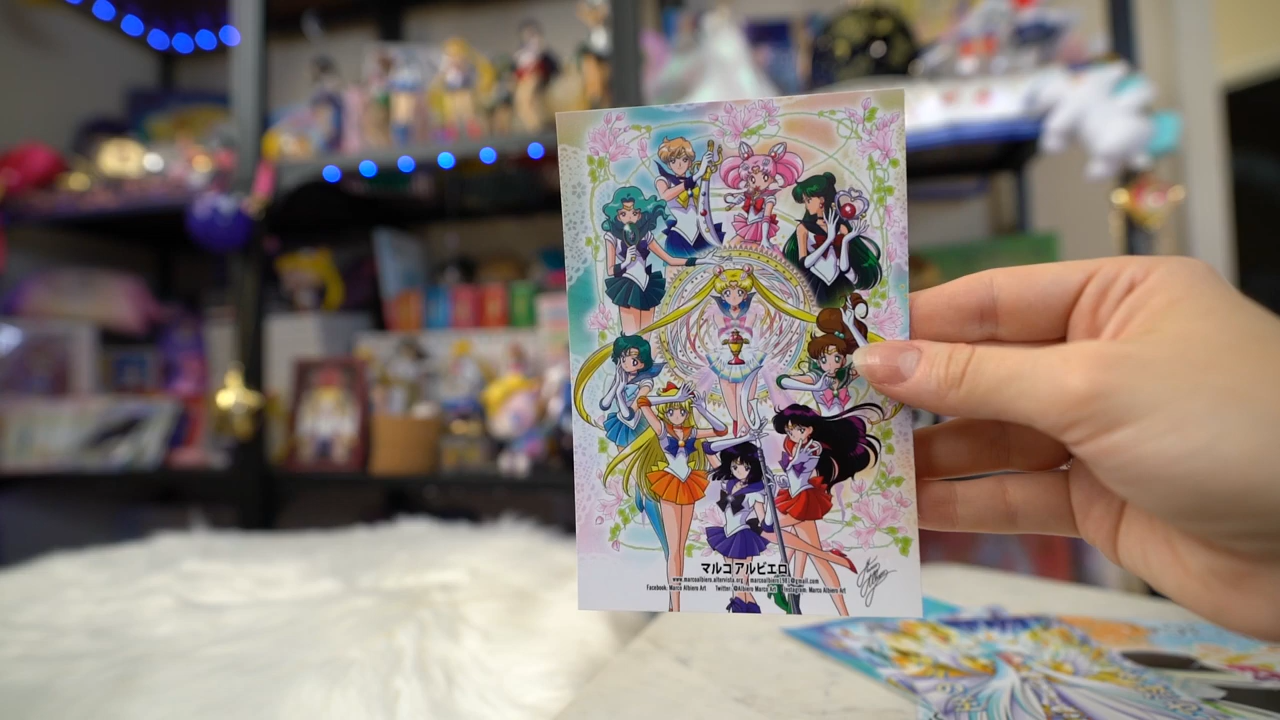 マルコアルビエロ
www.marcoalbiero.altervista.org marcoalbiero1981@gmail.com
Facebook: Marco Albiero Art Twitter: @Albiero Marco Art Instagram: Marco Albiero Art